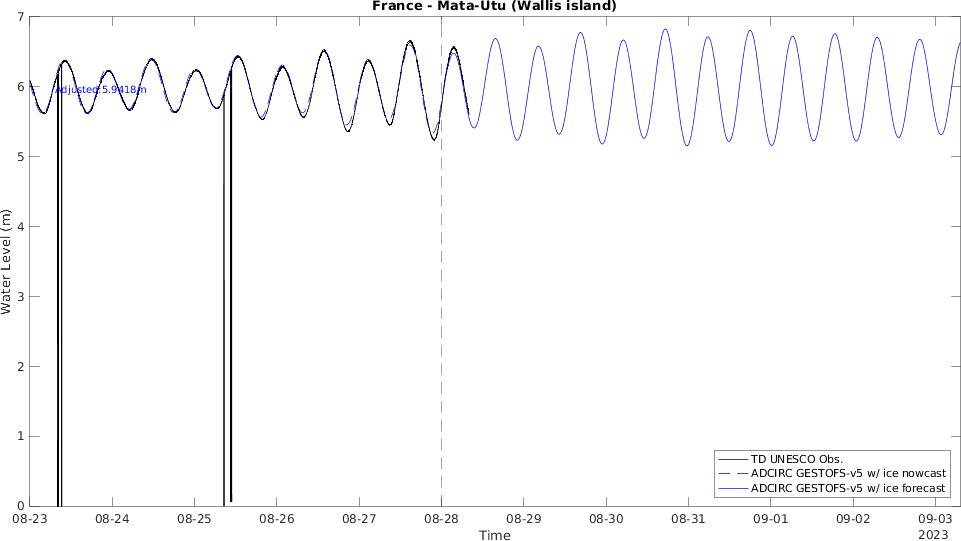 France - Mata-Utu (Wallis island)
Water Level (m)
7
6
5
4
3
2
1
0
Adjusted:5.9418m
TD UNESCO Obs.
ADCIRC GESTOFS-v5 w/ ice nowcast
ADCIRC GESTOFS-v5 w/ ice forecast
08-23 08-24 08-25 08-26 08-27 08-28 08-29 08-30 08-31 09-01 09-02 09-03
Time
2023